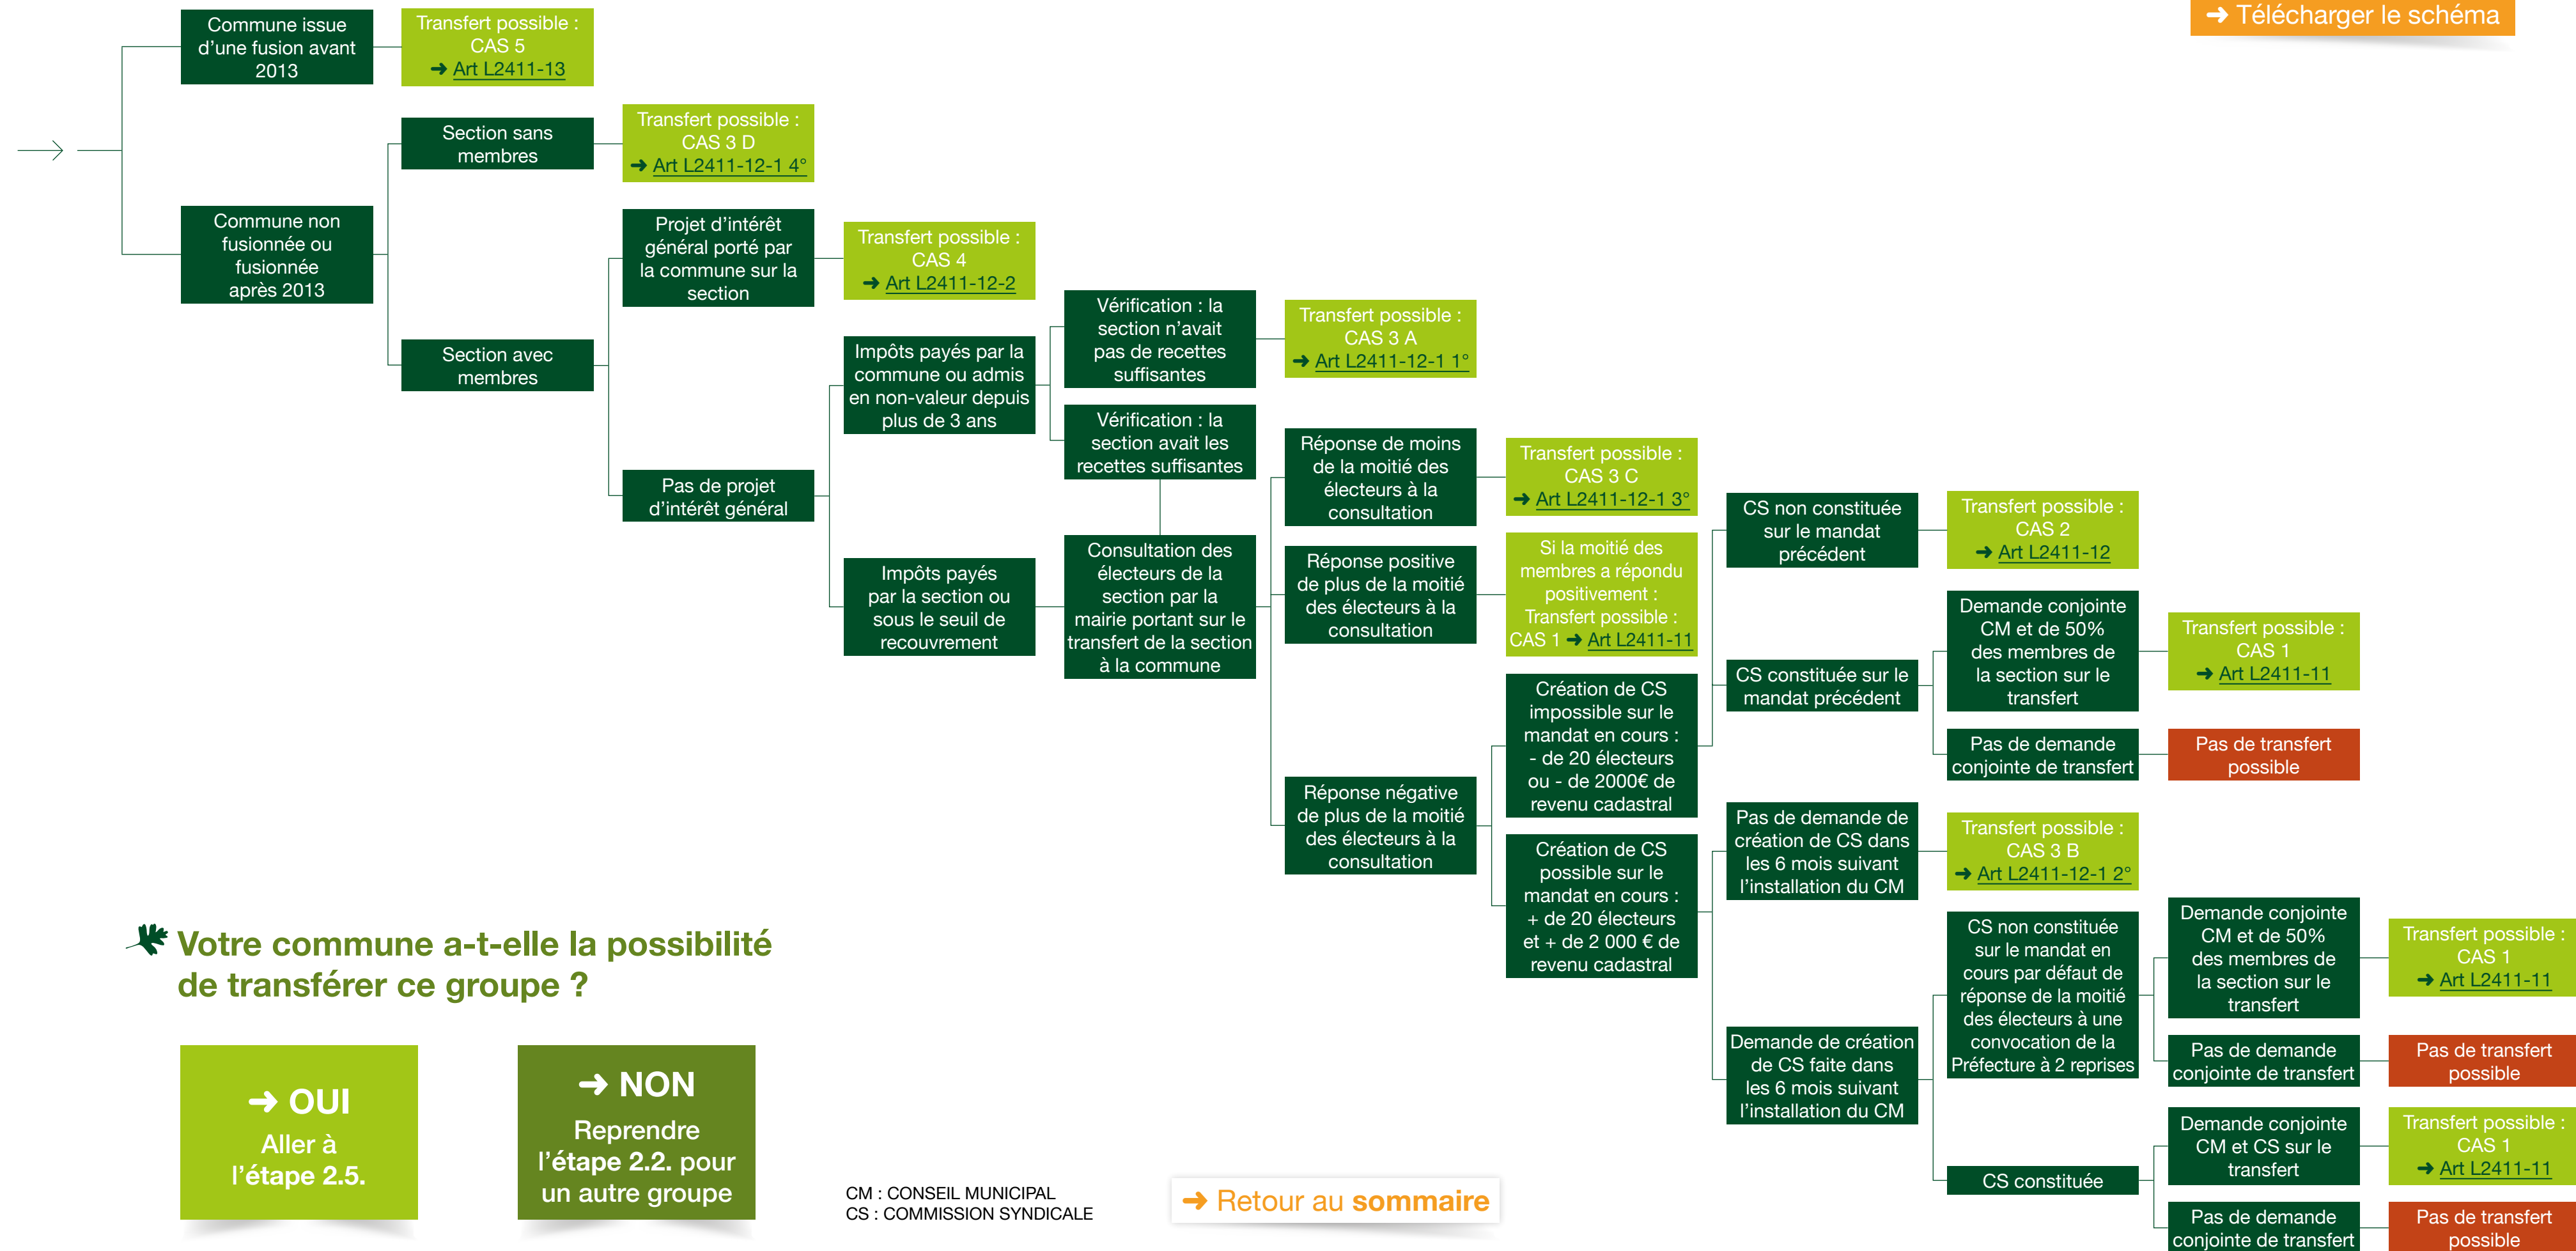 ➜ Télécharger le schéma
Commune issue
d’une fusion avant
2013
Transfert possible :
CAS 5
➜ Art L2411-13
Commune non
fusionnée ou
fusionnée
après 2013
Section sans
membres
Transfert possible :
CAS 3 D
➜ Art L2411-12-1 4°
Section avec
membres
Projet d’intérêt
général porté par
la commune sur la
section
Transfert possible :
CAS 4
➜ Art L2411-12-2
Pas de projet
d’intérêt général
Impôts payés par la
commune ou admis
en non-valeur depuis
plus de 3 ans
Vérification : la
section n’avait
pas de recettes
suffisantes
Transfert possible :
CAS 3 A
➜ Art L2411-12-1 1°
Vérification : la
section avait les
recettes suffisantes
Impôts payés
par la section ou
sous le seuil de
recouvrement
Consultation des
électeurs de la
section par la
mairie portant sur le
transfert de la section
à la commune
Réponse de moins
de la moitié des
électeurs à la
consultation
Transfert possible :
CAS 3 C
➜ Art L2411-12-1 3°
Réponse positive
de plus de la moitié
des électeurs à la
consultation
Si la moitié des
membres a répondu
positivement :
Transfert possible :
CAS 1 ➜ Art L2411-11
Réponse négative
de plus de la moitié
des électeurs à la
consultation
Création de CS
impossible sur le
mandat en cours :
- de 20 électeurs
ou - de 2000€ de
revenu cadastral
CS non constituée
sur le mandat
précédent
Transfert possible :
CAS 2
➜ Art L2411-12
CS constituée sur le
mandat précédent
Demande conjointe
CM et de 50%
des membres de
la section sur le
transfert
Transfert possible :
CAS 1
➜ Art L2411-11
Pas de demande
conjointe de transfert
Pas de transfert
possible
Création de CS
possible sur le
mandat en cours :
+ de 20 électeurs
et + de 2 000 € de
revenu cadastral
Pas de demande de
création de CS dans
les 6 mois suivant
l’installation du CM
Transfert possible :
CAS 3 B
➜ Art L2411-12-1 2°
Demande de création
de CS faite dans
les 6 mois suivant
l’installation du CM
CS non constituée
sur le mandat en
cours par défaut de
réponse de la moitié
des électeurs à une
convocation de la
Préfecture à 2 reprises
Demande conjointe
CM et de 50%
des membres de
la section sur le
transfert
Transfert possible :
CAS 1
➜ Art L2411-11
Pas de demande
conjointe de transfert
Pas de transfert
possible
CS constituée
Demande conjointe
CM et CS sur le
transfert
Transfert possible :
CAS 1
➜ Art L2411-11
Pas de demande
conjointe de transfert
Pas de transfert
possible
Votre commune a-t-elle la possibilité
de transférer ce groupe ?
➜ OUI
Aller à
l’étape 2.5.
➜ NON
Reprendre
l’étape 2.2. pour
un autre groupe
CM : CONSEIL MUNICIPAL
CS : COMMISSION SYNDICALE
➜ Retour au sommaire